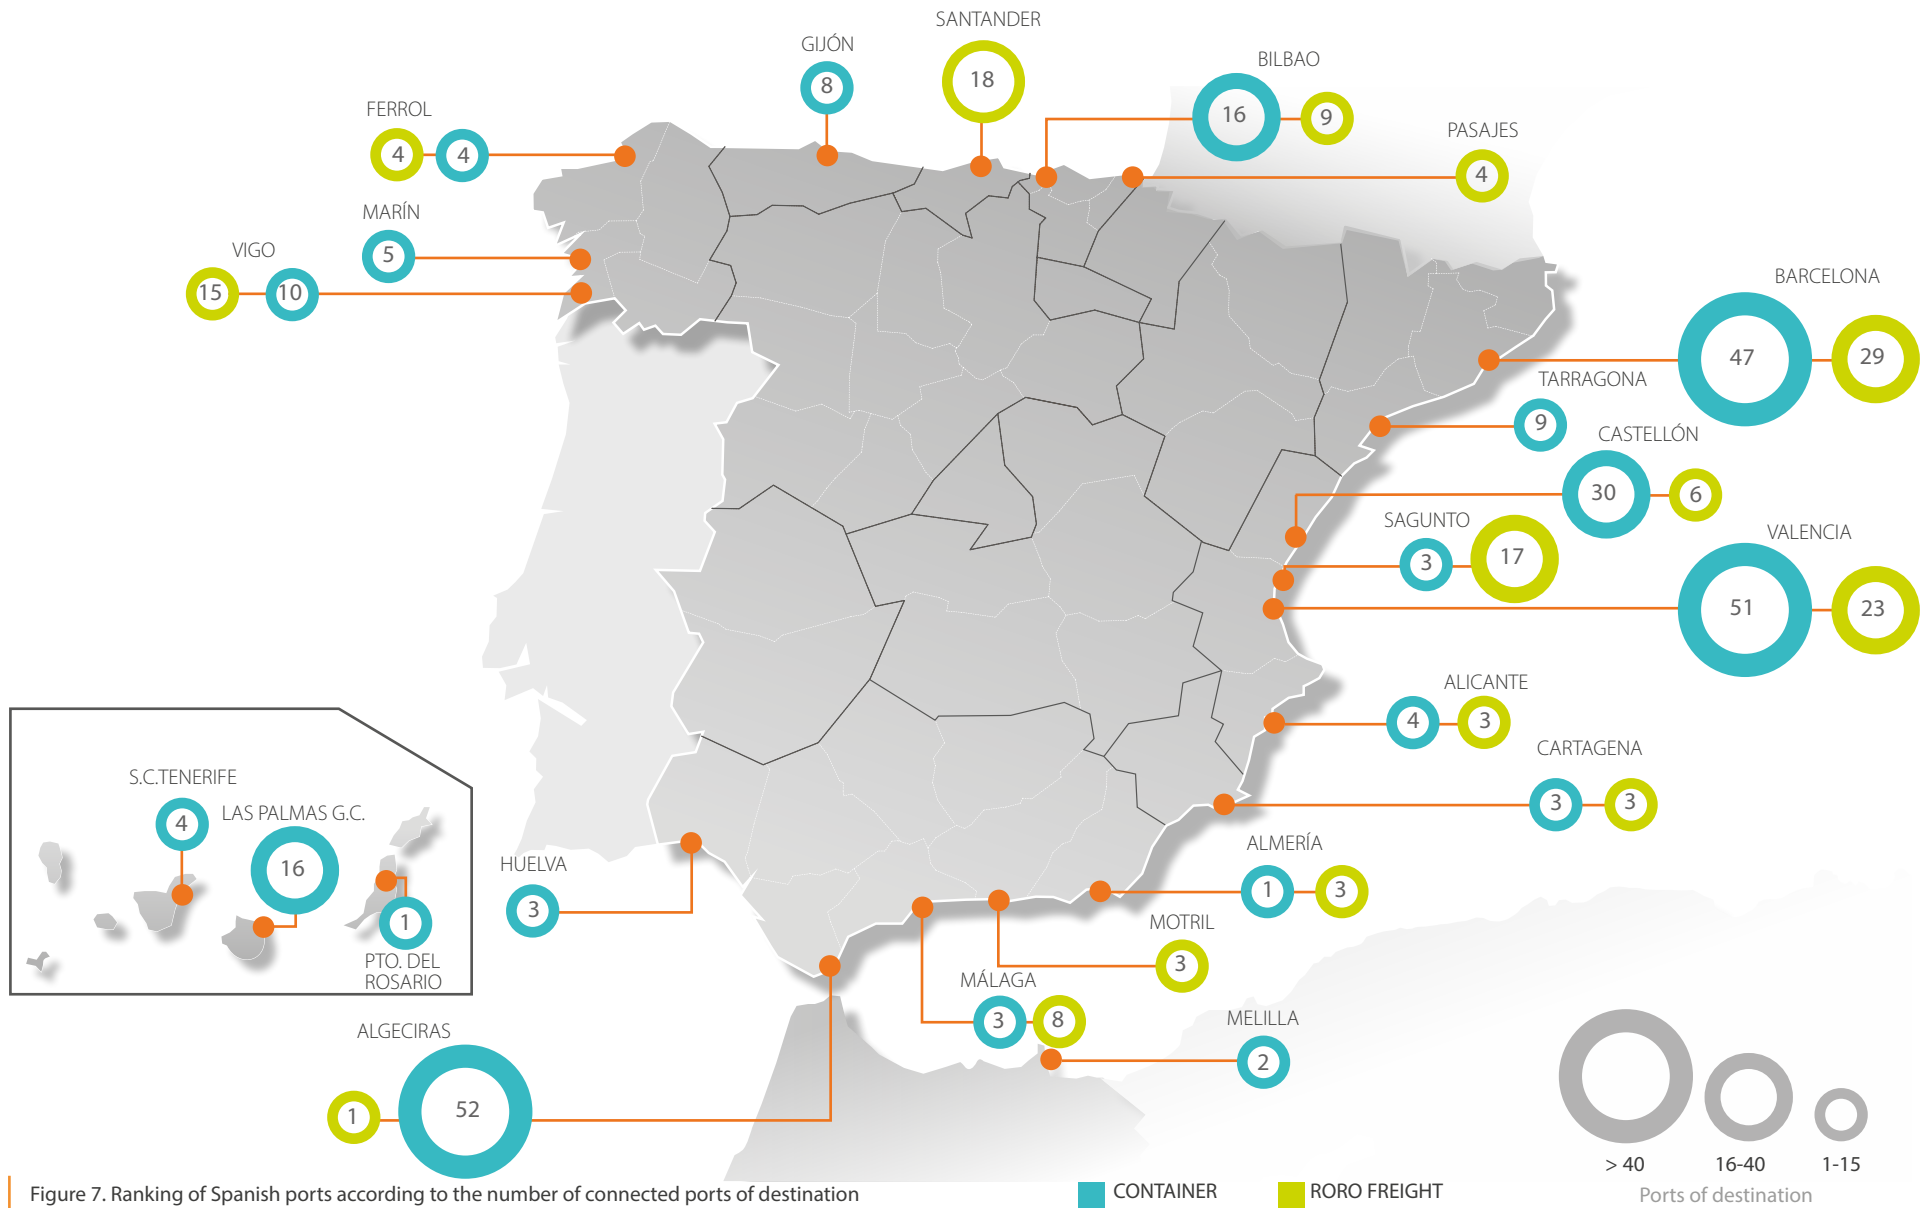 SANTANDER
18
GIJÓN
8
BILBAO
16
9
FERROL
4
4
PASAJES
4
MARÍN
5
VIGO
15
10
BARCELONA
47
29
TARRAGONA
9
CASTELLÓN
30
6
SAGUNTO
3
17
VALENCIA
51
23
ALICANTE
4
3
CARTAGENA
3
3
S.C.TENERIFE
4
LAS PALMAS G.C.
16
1
PTO. DEL
ROSARIO
HUELVA
3
ALMERÍA
1
3
MOTRIL
3
MÁLAGA
3
8
MELILLA
2
ALGECIRAS
1
52
> 40
16-40
1-15
Ports of destination
Figure 7. Ranking of Spanish ports according to the number of connected ports of destination
CONTAINER
RORO FREIGHT